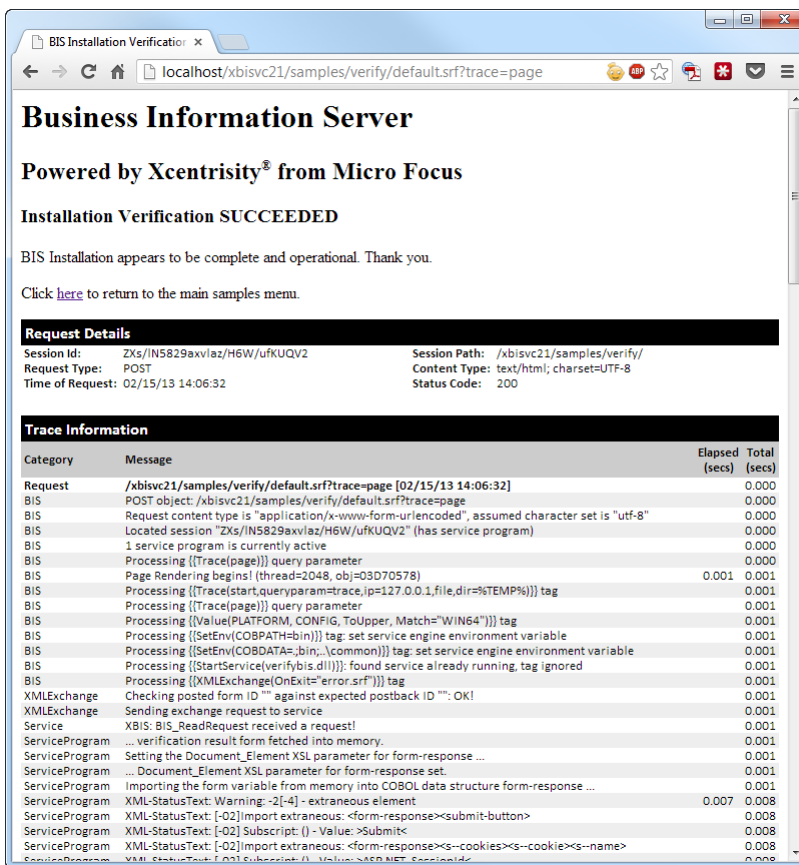 BIS Installation Verification ×
localhost/xbisvc21/samples/verify/default.srf?trace=page
ABP
Business Information Server
Powered by Xcentrisity® from Micro Focus
Installation Verification SUCCEEDED
BIS Installation appears to be complete and operational. Thank you.
Click here to return to the main samples menu.
Request Details
Session Id: ZXs/lN5829axvlaz/H6W/ufKUQV2 Session Path: /xbisvc21/samples/verify/
Request Type: POST Content Type: text/html; charset=UTF-8
Time of Request: 02/15/13 14:06:32 Status Code: 200
Trace Information
Category Message Elapsed (secs) Total (secs)
Request /xbisvc21/samples/verify/default.srf?trace=page [02/15/13 14:06:32] 0.000
BIS POST object: /xbisvc21/samples/verify/default.srf?trace=page 0.000
BIS Request content type is "application/x-www-form-urlencoded", assumed character set is "utf-8" 0.000
BIS Located session "ZXs/lN5829axvlaz/H6W/ufKUQV2" (has service program) 0.000
BIS 1 service program is currently active 0.000
BIS Processing {{Trace(page)}} query parameter 0.000
BIS Page Rendering begins! (thread=2048, obj=03D70578) 0.001 0.001
BIS Processing {{Trace(start,queryparam=trace,ip=127.0.0.1,file,dir=%TEMP%)}} tag 0.001
BIS Processing {{Trace(page)}} query parameter 0.001
BIS Processing {{Value(PLATFORM, CONFIG, ToUpper, Match="WIN64")}} tag 0.001
BIS Processing {{SetEnv(COBPATH=bin)}} tag: set service engine environment variable 0.001
BIS Processing {{SetEnv(COBDATA=.;bin;..\common)}} tag: set service engine environment variable 0.001
BIS Processing {{StartService(verifybis.dll)}}: found service already running, tag ignored 0.001
BIS Processing {{XMLExchange(OnExit="error.srf")}} tag 0.001
XMLExchange Checking posted form ID "" against expected postback ID "": OK! 0.001
XMLExchange Sending exchange request to service 0.001
Service XBIS: BIS_ReadRequest received a request! 0.001
ServiceProgram ... verification result form fetched into memory. 0.001
ServiceProgram Setting the Document_Element XSL parameter for form-response ... 0.001
ServiceProgram ... Document_Element XSL parameter for form-response set. 0.001
ServiceProgram Importing the form variable from memory into COBOL data structure form-response ... 0.001
ServiceProgram XML-StatusText: Warning: -2[-4] - extraneous element 0.007 0.008
ServiceProgram XML-StatusText: [-02]Import extraneous: <form-response><submit-button> 0.008
ServiceProgram XML-StatusText: [-02] Subscript: () - Value: >Submit< 0.008
ServiceProgram XML-StatusText: [-02]Import extraneous: <form-response><s--cookies><s--cookie><s--name> 0.008
ServiceProgram XML-StatusText: [-02] Subscript: () - Value: >ASP.NET_SessionId< 0.008